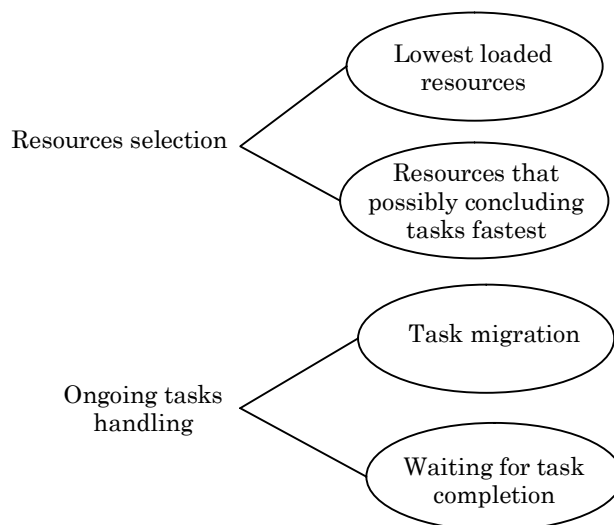 Lowest loaded
resources
Resources selection
Resources that
possibly concluding
tasks fastest
Task migration
Ongoing tasks
handling
Waiting for task
completion